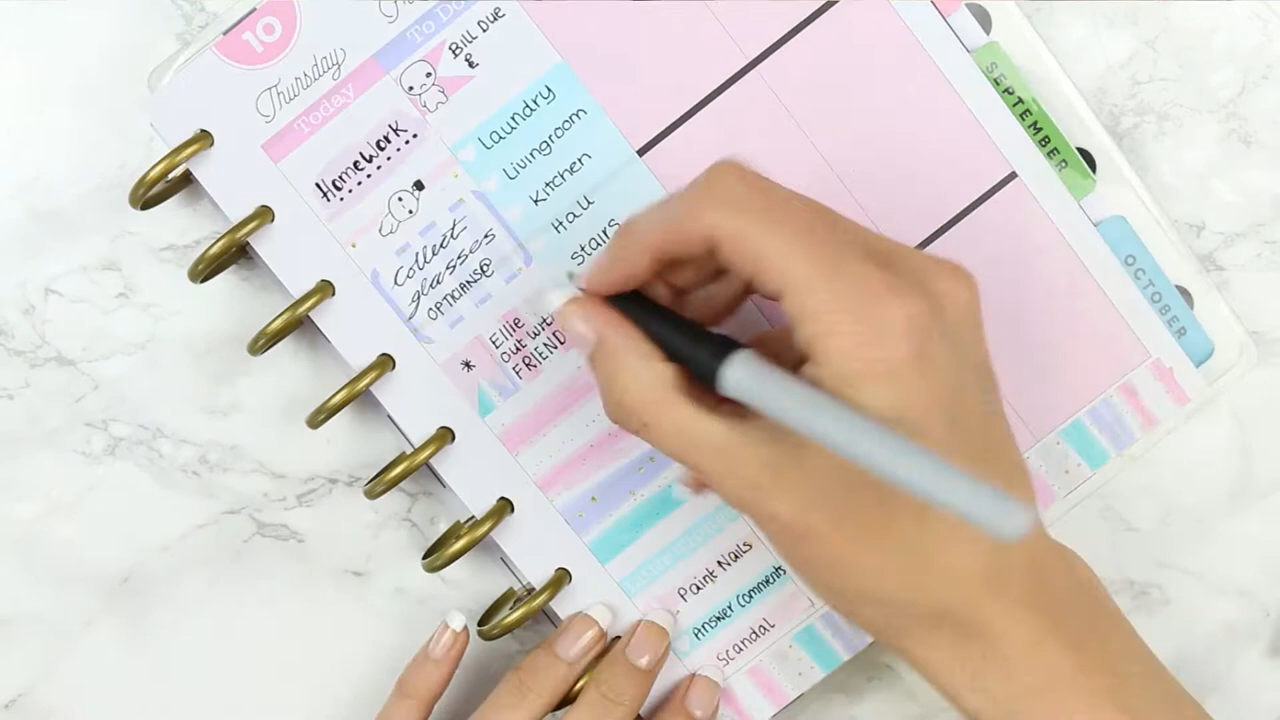 10
Thursday
Today
HomeWork
Collect
glasses
OPTICIANS@
*
Ellie
out with
FRIEND
To Do
Bill Due
£
Laundry
Livingroom
Kitchen
Hall
Stairs
Paint Nails
Answer Comments
Scandal
SEPTEMBER
OCTOBER